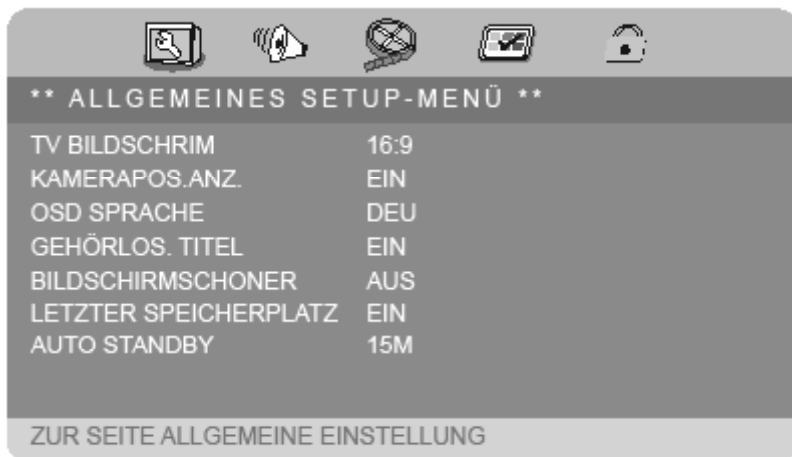 ** ALLGEMEINES SETUP-MENÜ **
TV BILDSCHRIM 16:9
KAMERAPOS.ANZ. EIN
OSD SPRACHE DEU
GEHÖRLOS. TITEL EIN
BILDSCHIRMSCHONER AUS
LETZTER SPEICHERPLATZ EIN
AUTO STANDBY 15M
ZUR SEITE ALLGEMEINE EINSTELLUNG